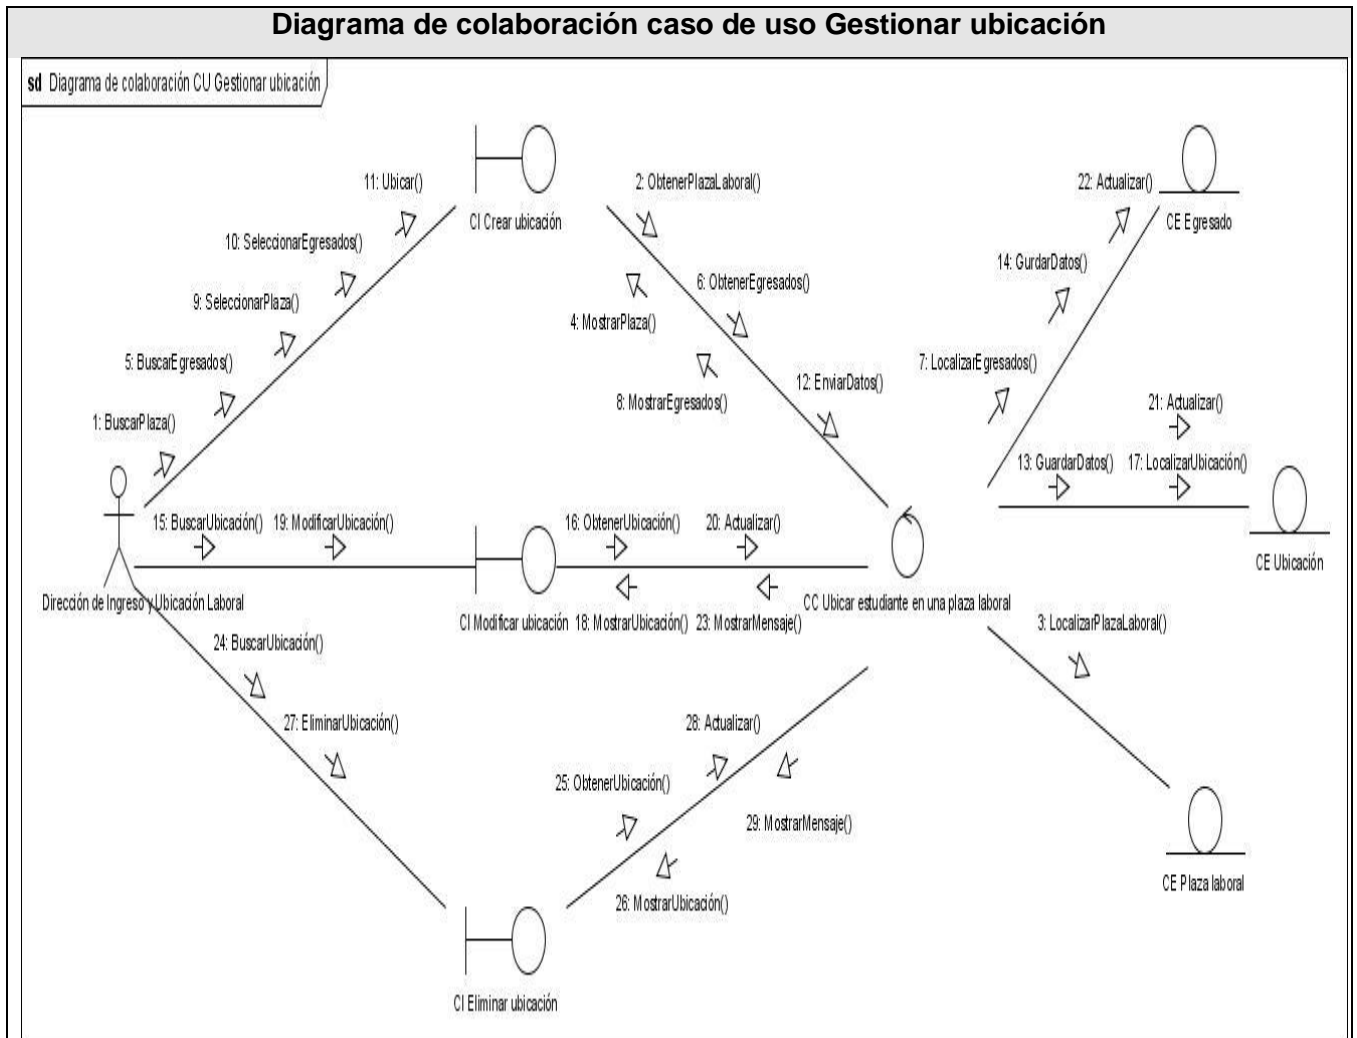 Diagrama de colaboración caso de uso Gestionar ubicación
sd Diagrama de colaboración CU Gestionar ubicación
11: Ubicar()
2: ObtenerPlazaLaboral()
22: Actualizar()
CI Crear ubicación
CE Egresado
10: SeleccionarEgresados()
14: GurdarDatos()
6: ObtenerEgresados()
9: SeleccionarPlaza()
4: MostrarPlaza()
5: BuscarEgresados()
7: LocalizarEgresados()
12: EnviarDatos()
8: MostrarEgresados()
21: Actualizar()
1: BuscarPlaza()
13: GuardarDatos()
17: LocalizarUbicación()
15: BuscarUbicación()
19: ModificarUbicación()
16: ObtenerUbicación()
20: Actualizar()
CE Ubicación
Dirección de Ingreso y Ubicación Laboral
CC Ubicar estudiante en una plaza laboral
CI Modificar ubicación
18: MostrarUbicación()
23: MostrarMensaje()
3: LocalizarPlazaLaboral()
24: BuscarUbicación()
27: EliminarUbicación()
28: Actualizar()
25: ObtenerUbicación()
29: MostrarMensaje()
CE Plaza laboral
26: MostrarUbicación()
CI Eliminar ubicación